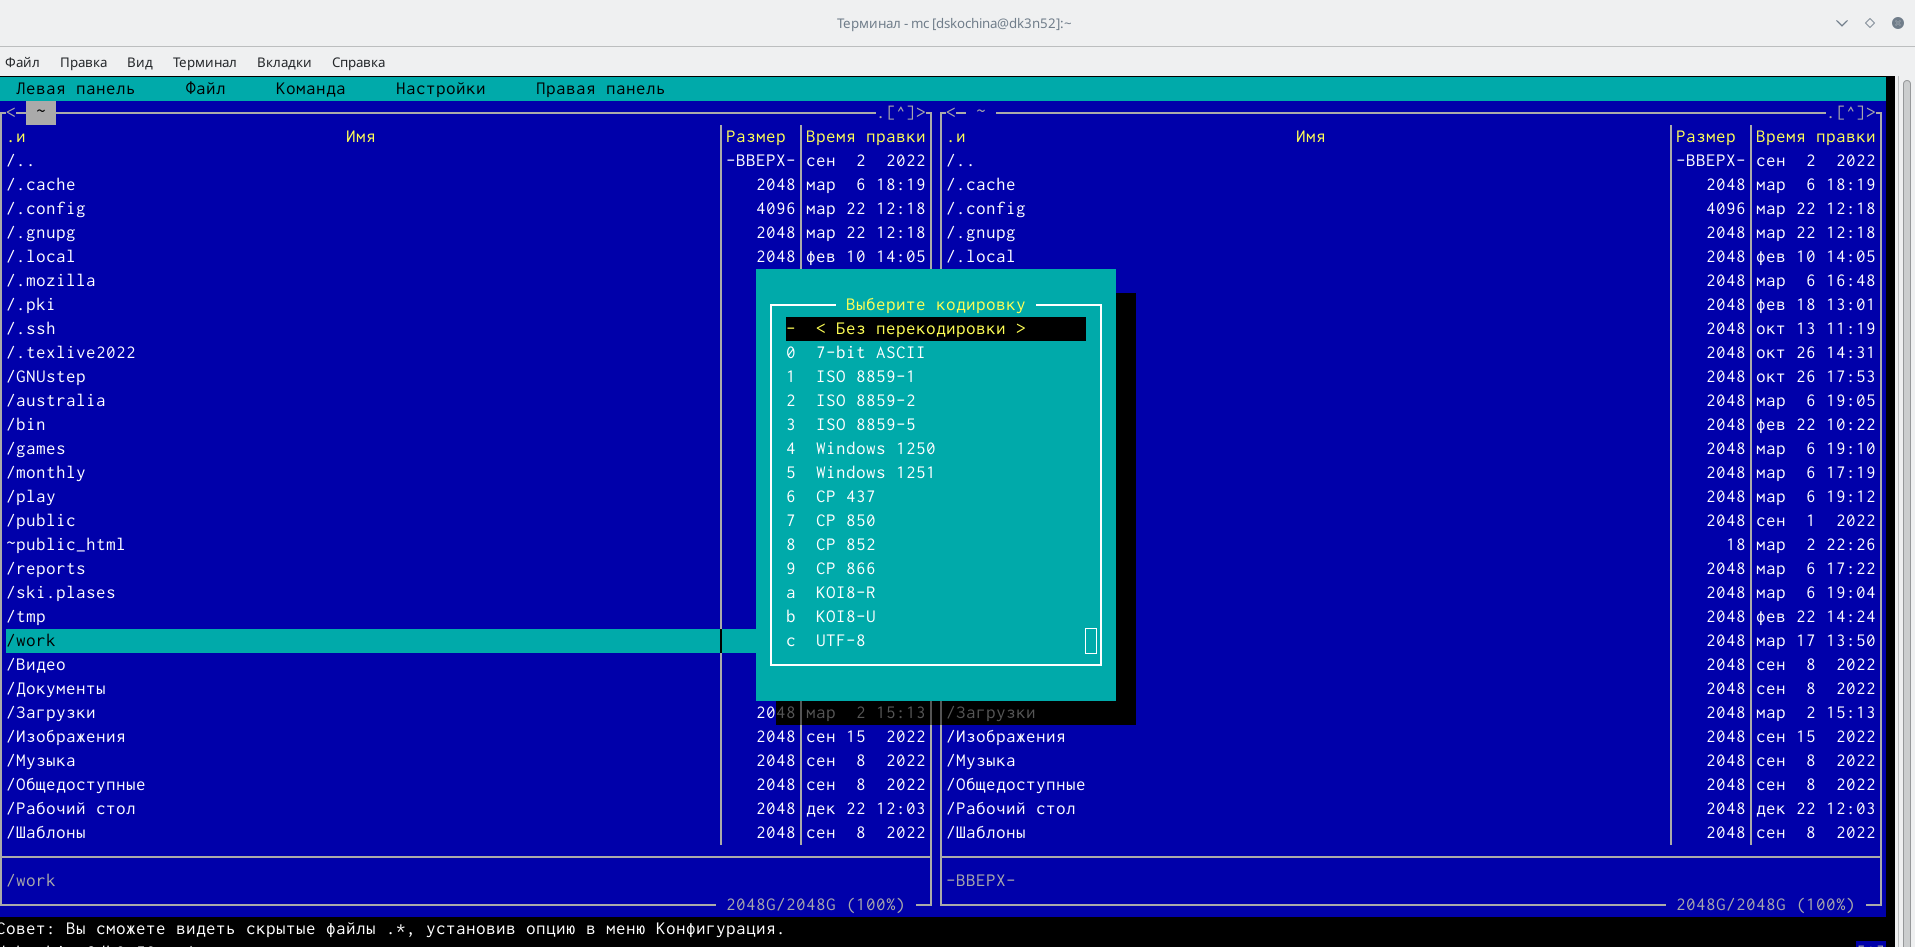 Терминал - mc [dskochina@dk3n52]:~
Файл Правка Вид Терминал Вкладки Справка
Левая панель Файл Команда Настройки Правая панель
<- ~ .[^]> <- ~ .[^]>
.и Имя Размер Время правки .и Имя Размер Время правки
/.. -ВВЕРХ- сен 2 2022 /.. -ВВЕРХ- сен 2 2022
/.cache 2048 мар 6 18:19 /.cache 2048 мар 6 18:19
/.config 4096 мар 22 12:18 /.config 4096 мар 22 12:18
/.gnupg 2048 мар 22 12:18 /.gnupg 2048 мар 22 12:18
/.local 2048 фев 10 14:05 /.local 2048 фев 10 14:05
/.mozilla 2048 мар 6 16:48
/.pki Выберите кодировку 2048 фев 18 13:01
/.ssh - < Без перекодировки > 2048 окт 13 11:19
/.texlive2022 0 7-bit ASCII 2048 окт 26 14:31
/GNUstep 1 ISO 8859-1 2048 окт 26 17:53
/australia 2 ISO 8859-2 2048 мар 6 19:05
/bin 3 ISO 8859-5 2048 фев 22 10:22
/games 4 Windows 1250 2048 мар 6 19:10
/monthly 5 Windows 1251 2048 мар 6 17:19
/play 6 CP 437 2048 мар 6 19:12
/public 7 CP 850 2048 сен 1 2022
~public_html 8 CP 852 18 мар 2 22:26
/reports 9 CP 866 2048 мар 6 17:22
/ski.plases a KOI8-R 2048 мар 6 19:04
/tmp b KOI8-U 2048 фев 22 14:24
/work c UTF-8 2048 мар 17 13:50
/Видео 2048 сен 8 2022
/Документы 2048 сен 8 2022
/Загрузки 2048 мар 2 15:13 /Загрузки 2048 мар 2 15:13
/Изображения 2048 сен 15 2022 /Изображения 2048 сен 15 2022
/Музыка 2048 сен 8 2022 /Музыка 2048 сен 8 2022
/Общедоступные 2048 сен 8 2022 /Общедоступные 2048 сен 8 2022
/Рабочий стол 2048 дек 22 12:03 /Рабочий стол 2048 дек 22 12:03
/Шаблоны 2048 сен 8 2022 /Шаблоны 2048 сен 8 2022
/work -ВВЕРХ-
2048G/2048G (100%) 2048G/2048G (100%)
Совет: Вы сможете видеть скрытые файлы .*, установив опцию в меню Конфигурация.